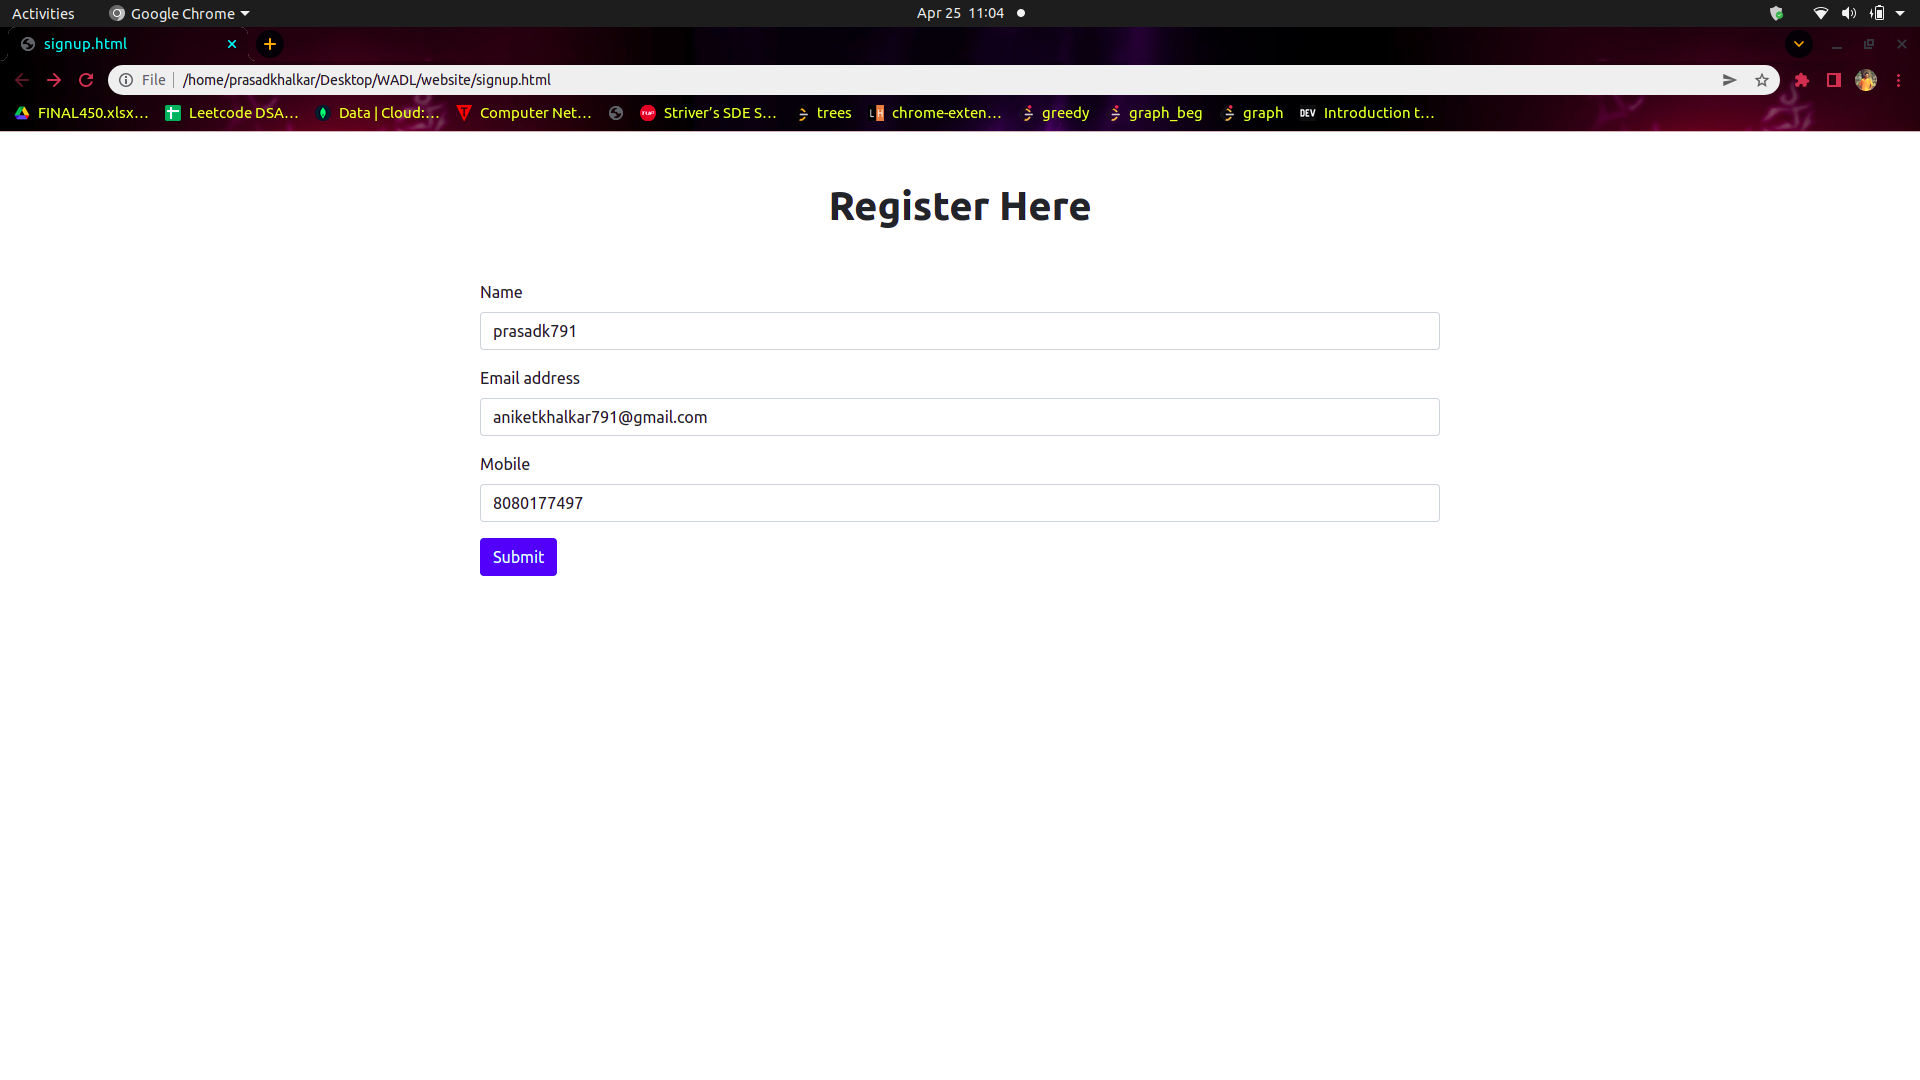 Activities Google Chrome Apr 25 11:04
signup.html
File /home/prasadkhalkar/Desktop/WADL/website/signup.html
FINAL450.xlsx... Leetcode DSA... Data | Cloud:... Computer Net... Striver's SDE S... trees chrome-exten... greedy graph_beg graph DEV Introduction t...
Register Here
Name
prasadk791
Email address
aniketkhalkar791@gmail.com
Mobile
8080177497
Submit